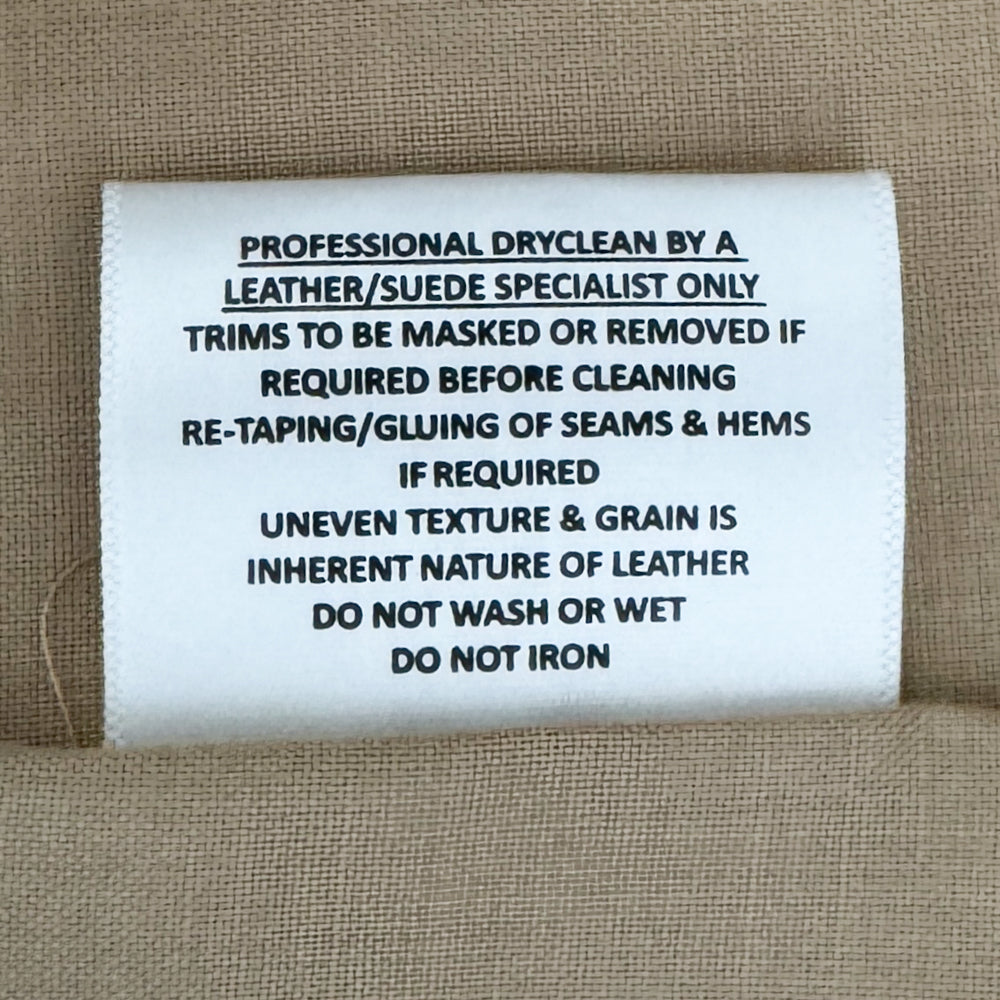 PROFESSIONAL DRYCLEAN BY A
LEATHER/SUEDE SPECIALIST ONLY
TRIMS TO BE MASKED OR REMOVED IF
REQUIRED BEFORE CLEANING
RE-TAPING/GLUING OF SEAMS & HEMS
IF REQUIRED
UNEVEN TEXTURE & GRAIN IS
INHERENT NATURE OF LEATHER
DO NOT WASH OR WET
DO NOT IRON